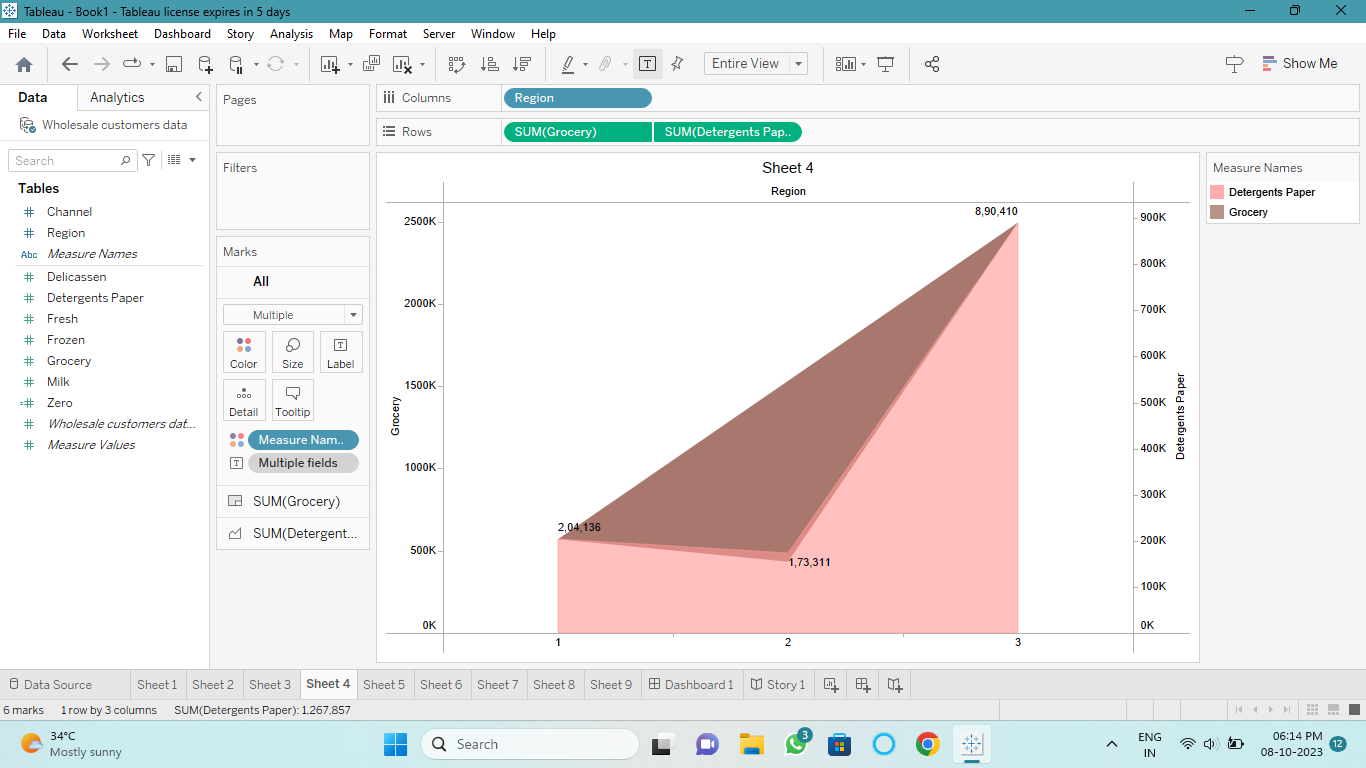 Tableau - Book1 - Tableau license expires in 5 days
File Data Worksheet Dashboard Story Analysis Map Format Server Window Help
Entire View
Show Me
Data Analytics
Wholesale customers data
Search
Tables
Channel
Region
Abc Measure Names
Delicassen
Detergents Paper
Fresh
Frozen
Grocery
Milk
Zero
Wholesale customers dat...
Measure Values
Pages
Filters
Marks
All
Multiple
Color Size Label
Detail Tooltip
Measure Nam..
Multiple fields
SUM(Grocery)
SUM(Detergent...
Columns Region
Rows SUM(Grocery) SUM(Detergents Pap..
Sheet 4
Region
2500K
2000K
1500K
1000K
500K
0K
Grocery
8,90,410
2,04,136
1,73,311
1 2 3
900K
800K
700K
600K
500K
400K
300K
200K
100K
0K
Detergents Paper
Measure Names
Detergents Paper
Grocery
Data Source Sheet 1 Sheet 2 Sheet 3 Sheet 4 Sheet 5 Sheet 6 Sheet 7 Sheet 8 Sheet 9 Dashboard 1 Story 1
6 marks 1 row by 3 columns SUM(Detergents Paper): 1,267,857
34°C
Mostly sunny
Search
3
ENG
IN
06:14 PM
08-10-2023
12